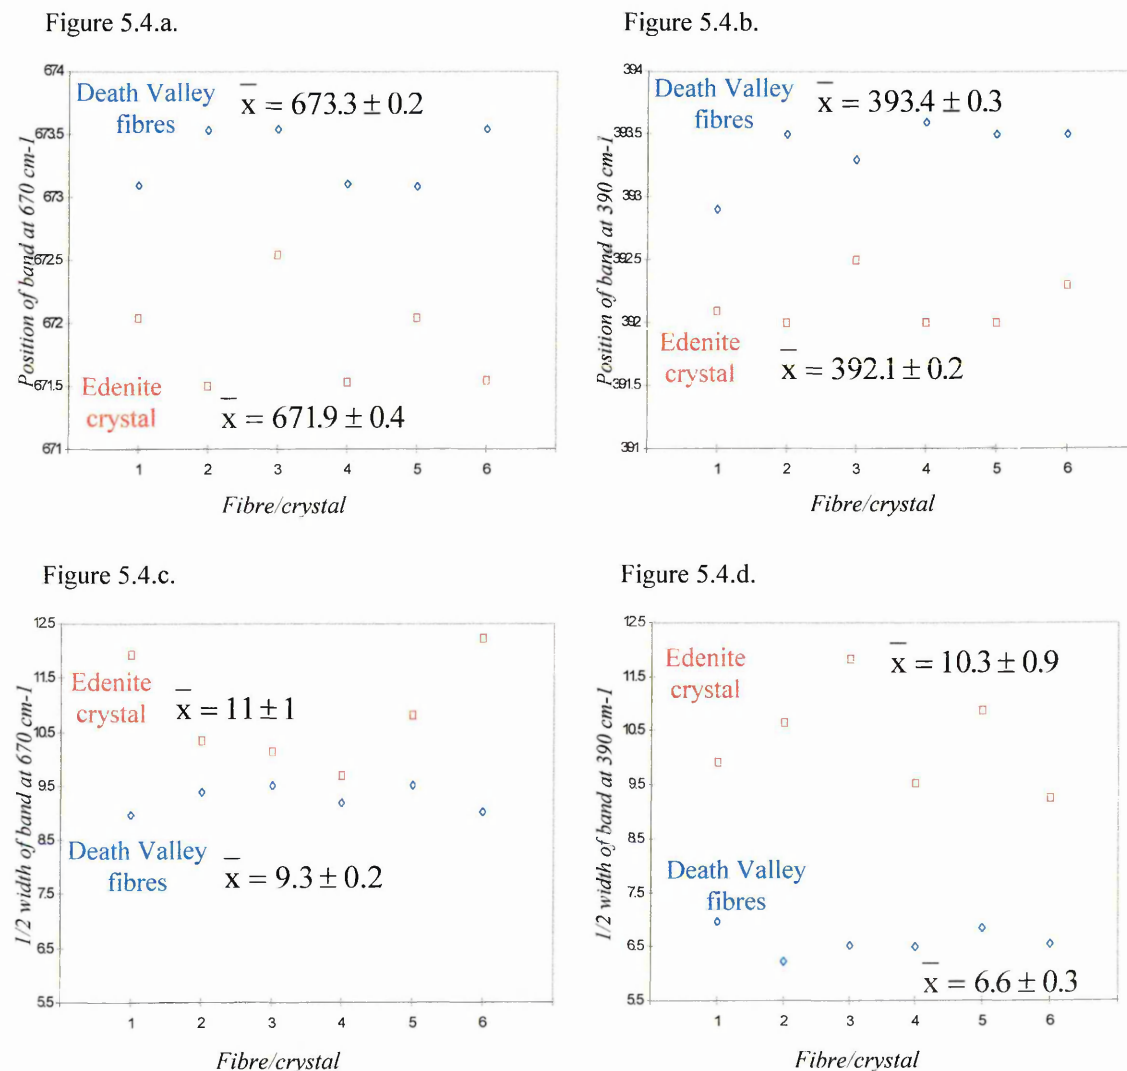 Figure 5.4.a.
674
673.5
673
672.5
672
671.5
671
Position of band at 670 cm-1
Death Valley
fibres
x̄ = 673.3 ± 0.2
Edenite
crystal
x̄ = 671.9 ± 0.4
1 2 3 4 5 6
Fibre/crystal
Figure 5.4.b.
394
393.5
393
392.5
392
391.5
391
Position of band at 390 cm-1
Death Valley
fibres
x̄ = 393.4 ± 0.3
Edenite
crystal
x̄ = 392.1 ± 0.2
1 2 3 4 5 6
Fibre/crystal
Figure 5.4.c.
12.5
11.5
10.5
9.5
8.5
7.5
6.5
5.5
1/2 width of band at 670 cm-1
Edenite
crystal
x̄ = 11 ± 1
Death Valley
fibres
x̄ = 9.3 ± 0.2
1 2 3 4 5 6
Fibre/crystal
Figure 5.4.d.
12.5
11.5
10.5
9.5
8.5
7.5
6.5
5.5
1/2 width of band at 390 cm-1
Edenite
crystal
x̄ = 10.3 ± 0.9
Death Valley
fibres
x̄ = 6.6 ± 0.3
1 2 3 4 5 6
Fibre/crystal